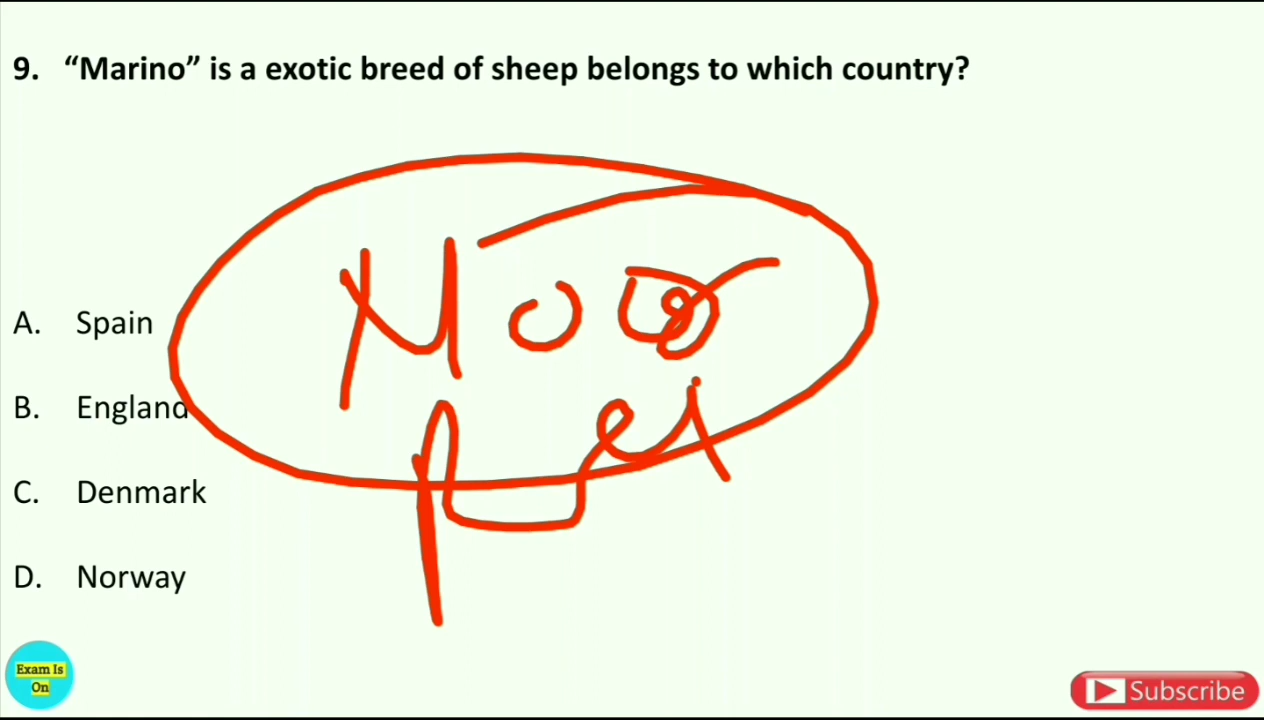 9. “Marino” is a exotic breed of sheep belongs to which country?
A. Spain
B. England
C. Denmark
D. Norway
Exam Is
On
Subscribe